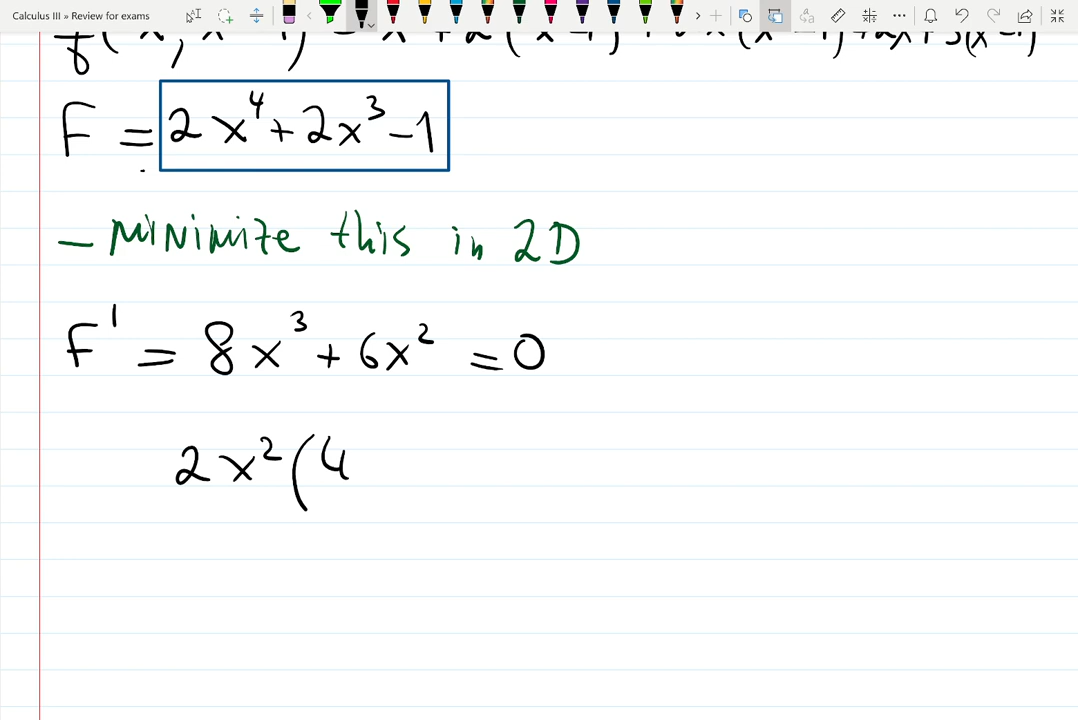 Calculus III » Review for exams
F = 2x⁴+2x³-1
- Minimize this in 2D
F' = 8x³ + 6x² = 0
2x²(4